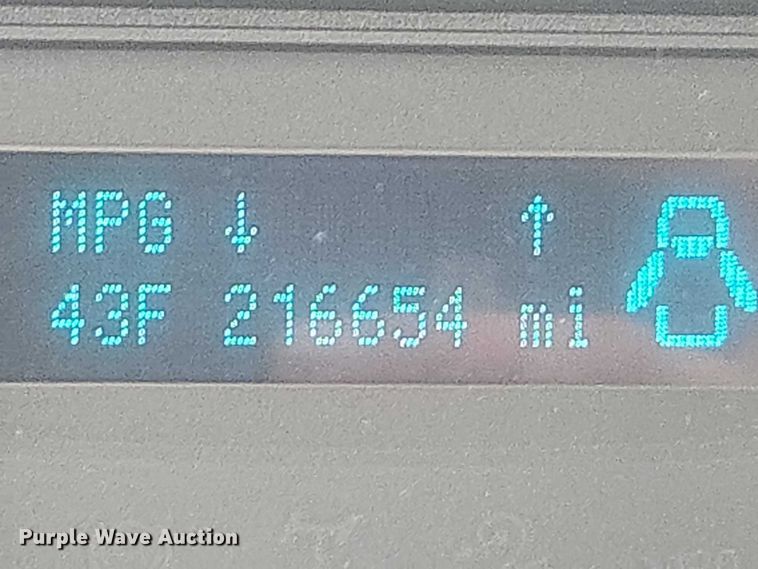 MPG ↓ ↑
43F 216654 mi
Purple Wave Auction